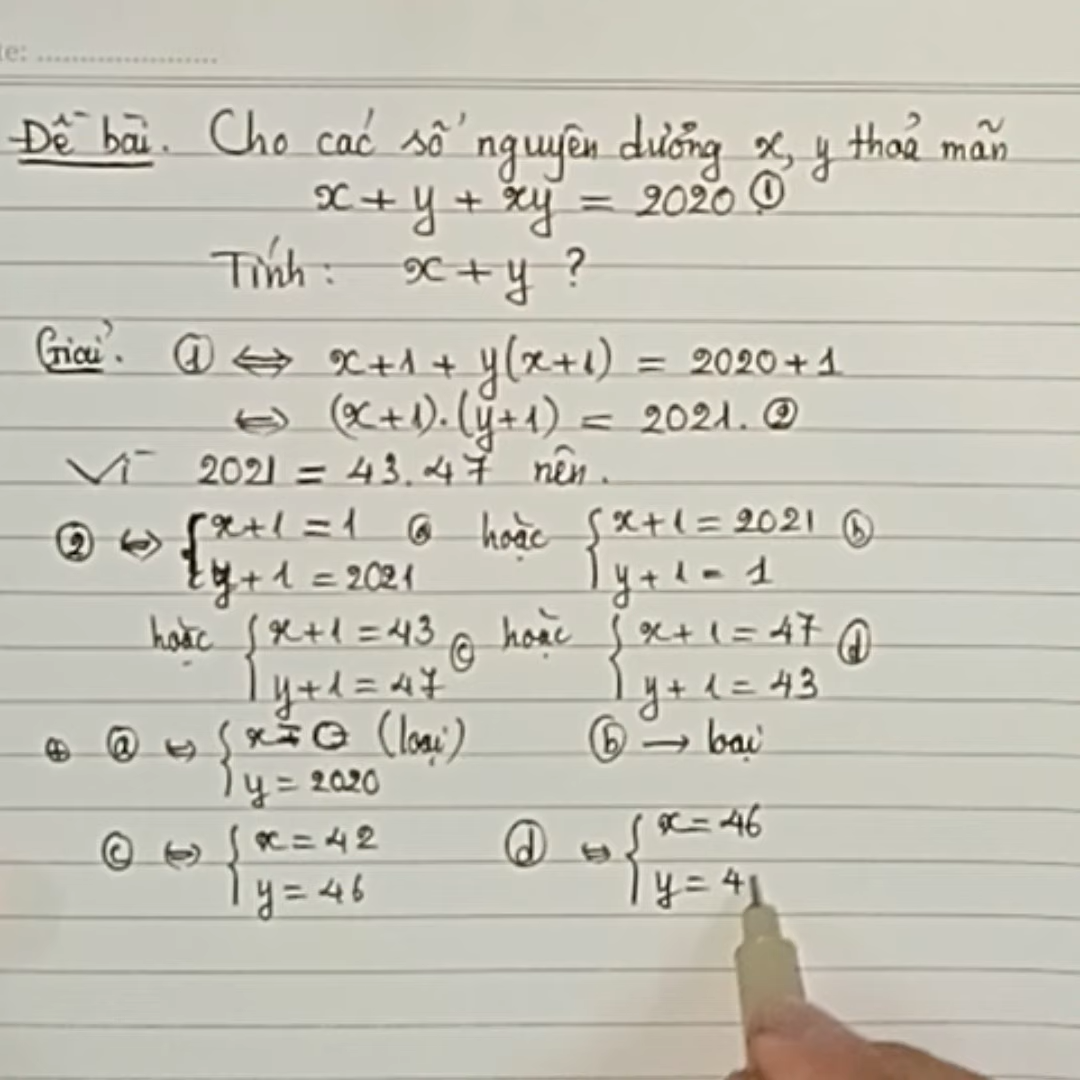 te: ....................
Đề bài. Cho các số nguyên dương x, y thoả mãn
x + y + xy = 2020 ①
Tính : x + y ?
Giải. ① ⇔ x+1 + y(x+1) = 2020 + 1
⇔ (x+1).(y+1) = 2021. ②
Vì 2021 = 43.47 nên.
② ⇔ { x+1 = 1 ⓐ hoặc { x+1 = 2021 ⓑ
y+1 = 2021 y+1 = 1
hoặc { x+1 = 43 ⓒ hoặc { x+1 = 47 ⓓ
y+1 = 47 y+1 = 43
⊕ ⓐ ⇔ { x = 0 (loại) ⓑ → loại
y = 2020
ⓒ ⇔ { x = 42 ⓓ ⇔ { x = 46
y = 46 y = 4